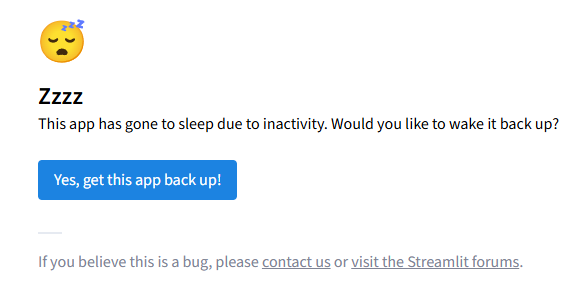 Zzzz
This app has gone to sleep due to inactivity. Would you like to wake it back up?
Yes, get this app back up!
If you believe this is a bug, please contact us or visit the Streamlit forums.